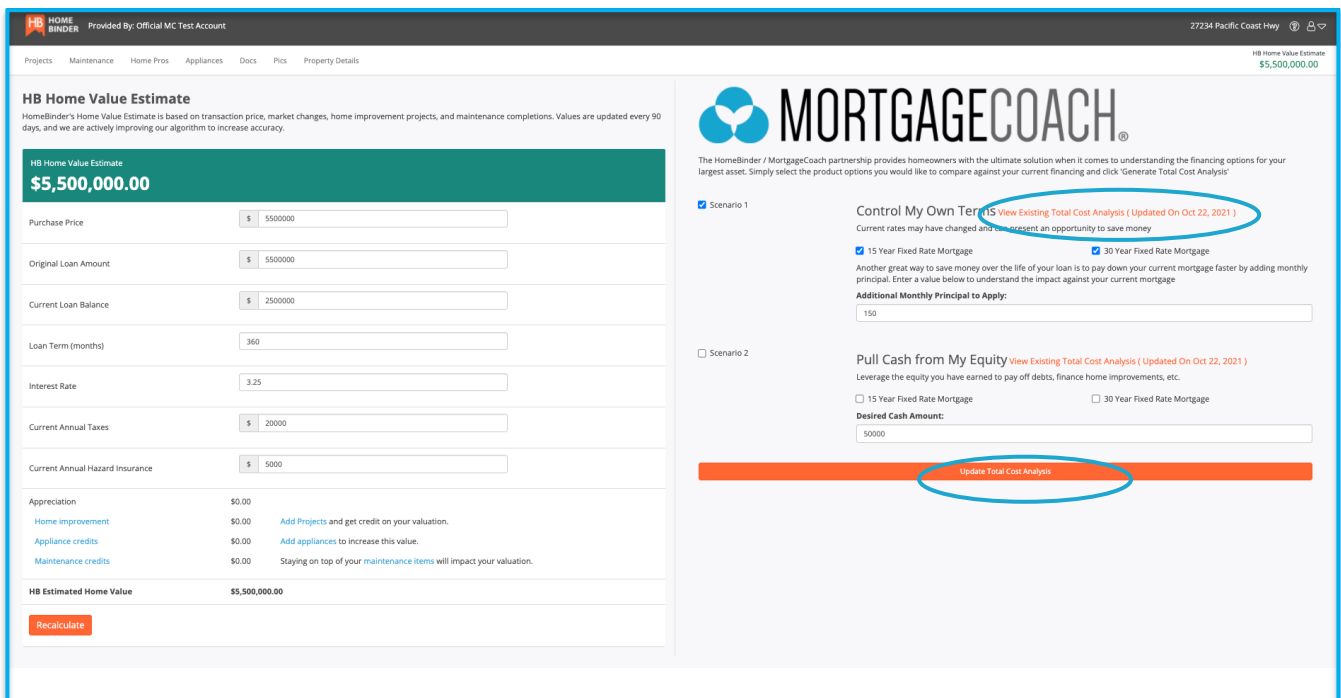 HB HOME BINDER Provided By: Official MC Test Account
27234 Pacific Coast Hwy
Projects Maintenance Home Pros Appliances Docs Pics Property Details
HB Home Value Estimate
$5,500,000.00
HB Home Value Estimate
HomeBinder's Home Value Estimate is based on transaction price, market changes, home improvement projects, and maintenance completions. Values are updated every 90
days, and we are actively improving our algorithm to increase accuracy.
HB Home Value Estimate
$5,500,000.00
Purchase Price $ 5500000
Original Loan Amount $ 5500000
Current Loan Balance $ 2500000
Loan Term (months) 360
Interest Rate 3.25
Current Annual Taxes $ 20000
Current Annual Hazard Insurance $ 5000
Appreciation $0.00
Home improvement $0.00 Add Projects and get credit on your valuation.
Appliance credits $0.00 Add appliances to increase this value.
Maintenance credits $0.00 Staying on top of your maintenance items will impact your valuation.
HB Estimated Home Value $5,500,000.00
Recalculate
MORTGAGECOACH®
The HomeBinder / MortgageCoach partnership provides homeowners with the ultimate solution when it comes to understanding the financing options for your
largest asset. Simply select the product options you would like to compare against your current financing and click 'Generate Total Cost Analysis'
Scenario 1
Control My Own Terms View Existing Total Cost Analysis ( Updated On Oct 22, 2021 )
Current rates may have changed and can present an opportunity to save money
15 Year Fixed Rate Mortgage 30 Year Fixed Rate Mortgage
Another great way to save money over the life of your loan is to pay down your current mortgage faster by adding monthly
principal. Enter a value below to understand the impact against your current mortgage
Additional Monthly Principal to Apply:
150
Scenario 2
Pull Cash from My Equity View Existing Total Cost Analysis ( Updated On Oct 22, 2021 )
Leverage the equity you have earned to pay off debts, finance home improvements, etc.
15 Year Fixed Rate Mortgage 30 Year Fixed Rate Mortgage
Desired Cash Amount:
50000
Update Total Cost Analysis